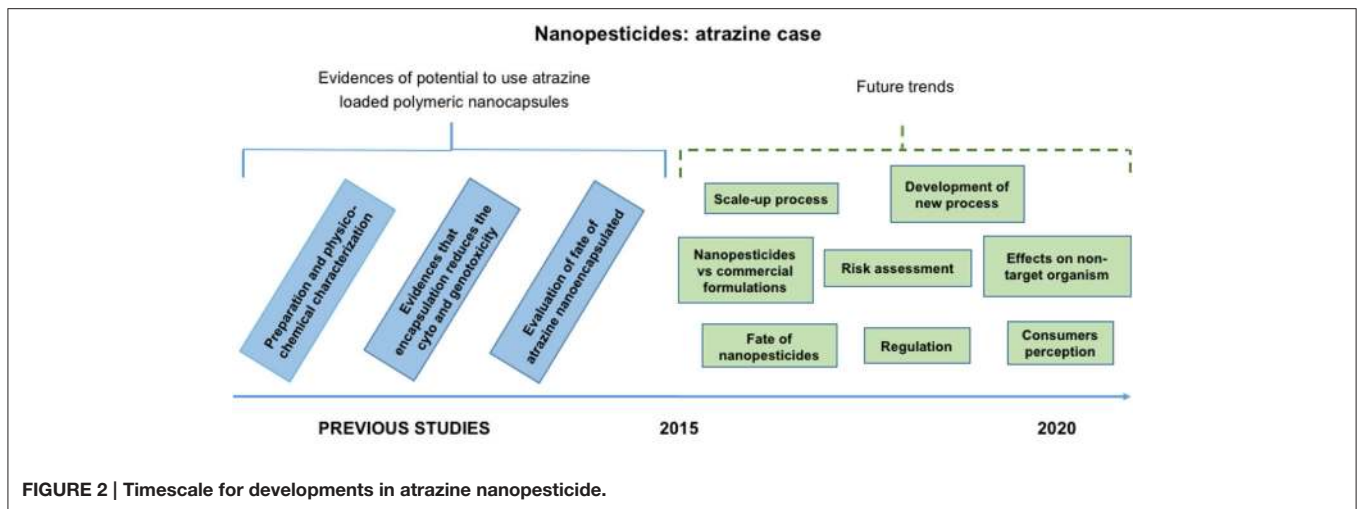 Nanopesticides: atrazine case
Evidences of potential to use atrazine
loaded polymeric nanocapsules
Future trends
Preparation and physico-
chemical characterization
Evidences that
encapsulation reduces the
cyto and genotoxicity
Evaluation of fate of
atrazine nanoencapsulated
Scale-up process
Development of
new process
Nanopesticides
vs commercial
formulations
Risk assessment
Effects on non-
target organism
Fate of
nanopesticides
Regulation
Consumers
perception
PREVIOUS STUDIES
2015
2020
FIGURE 2 | Timescale for developments in atrazine nanopesticide.